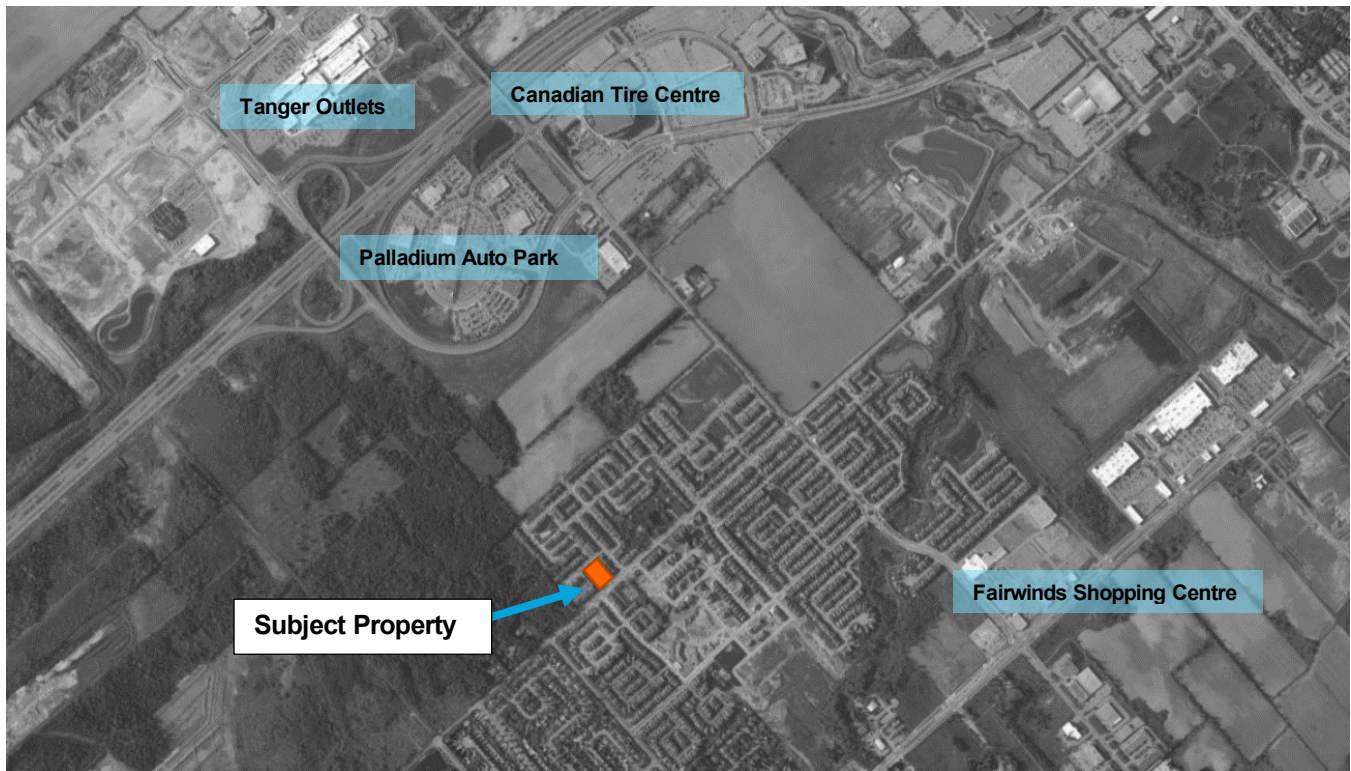 Tanger Outlets
Canadian Tire Centre
Palladium Auto Park
Fairwinds Shopping Centre
Subject Property